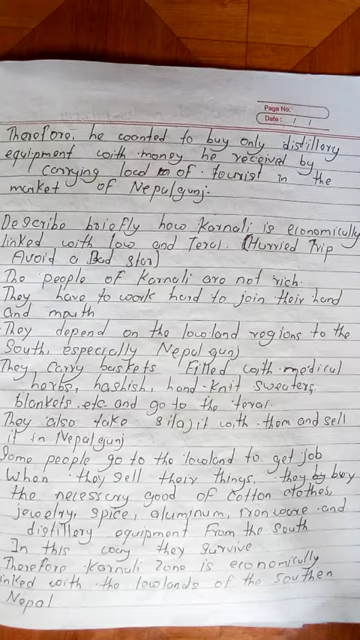 Page No:
Date: / /
Therefore, he wanted to buy only distillery
equipment with money he received by
carrying load of tourist in the
market of Nepalgunj.
Describe briefly how Karnali is economically
linked with low and Terai. (Hurried Trip
Avoid a Bad Star)
The people of Karnali are not rich.
They have to work hard to join their hand
and mouth
They depend on the lowland regions to the
South, especially Nepalgunj
They carry buskets filled with medical
herbs, hashish, hand-knit sweaters,
blankets etc and go to the terai.
They also take silajit with them and sell
it in Nepalgunj
Some people go to the lowland to get job
When they sell their things, they buy
the necessary good of cotton clothes,
jewelry, spice, aluminum, ironware and
distillery equipment from the south
In this way they survive
Therefore Karnali Zone is economically
inked with the lowlands of the southen
Nepal